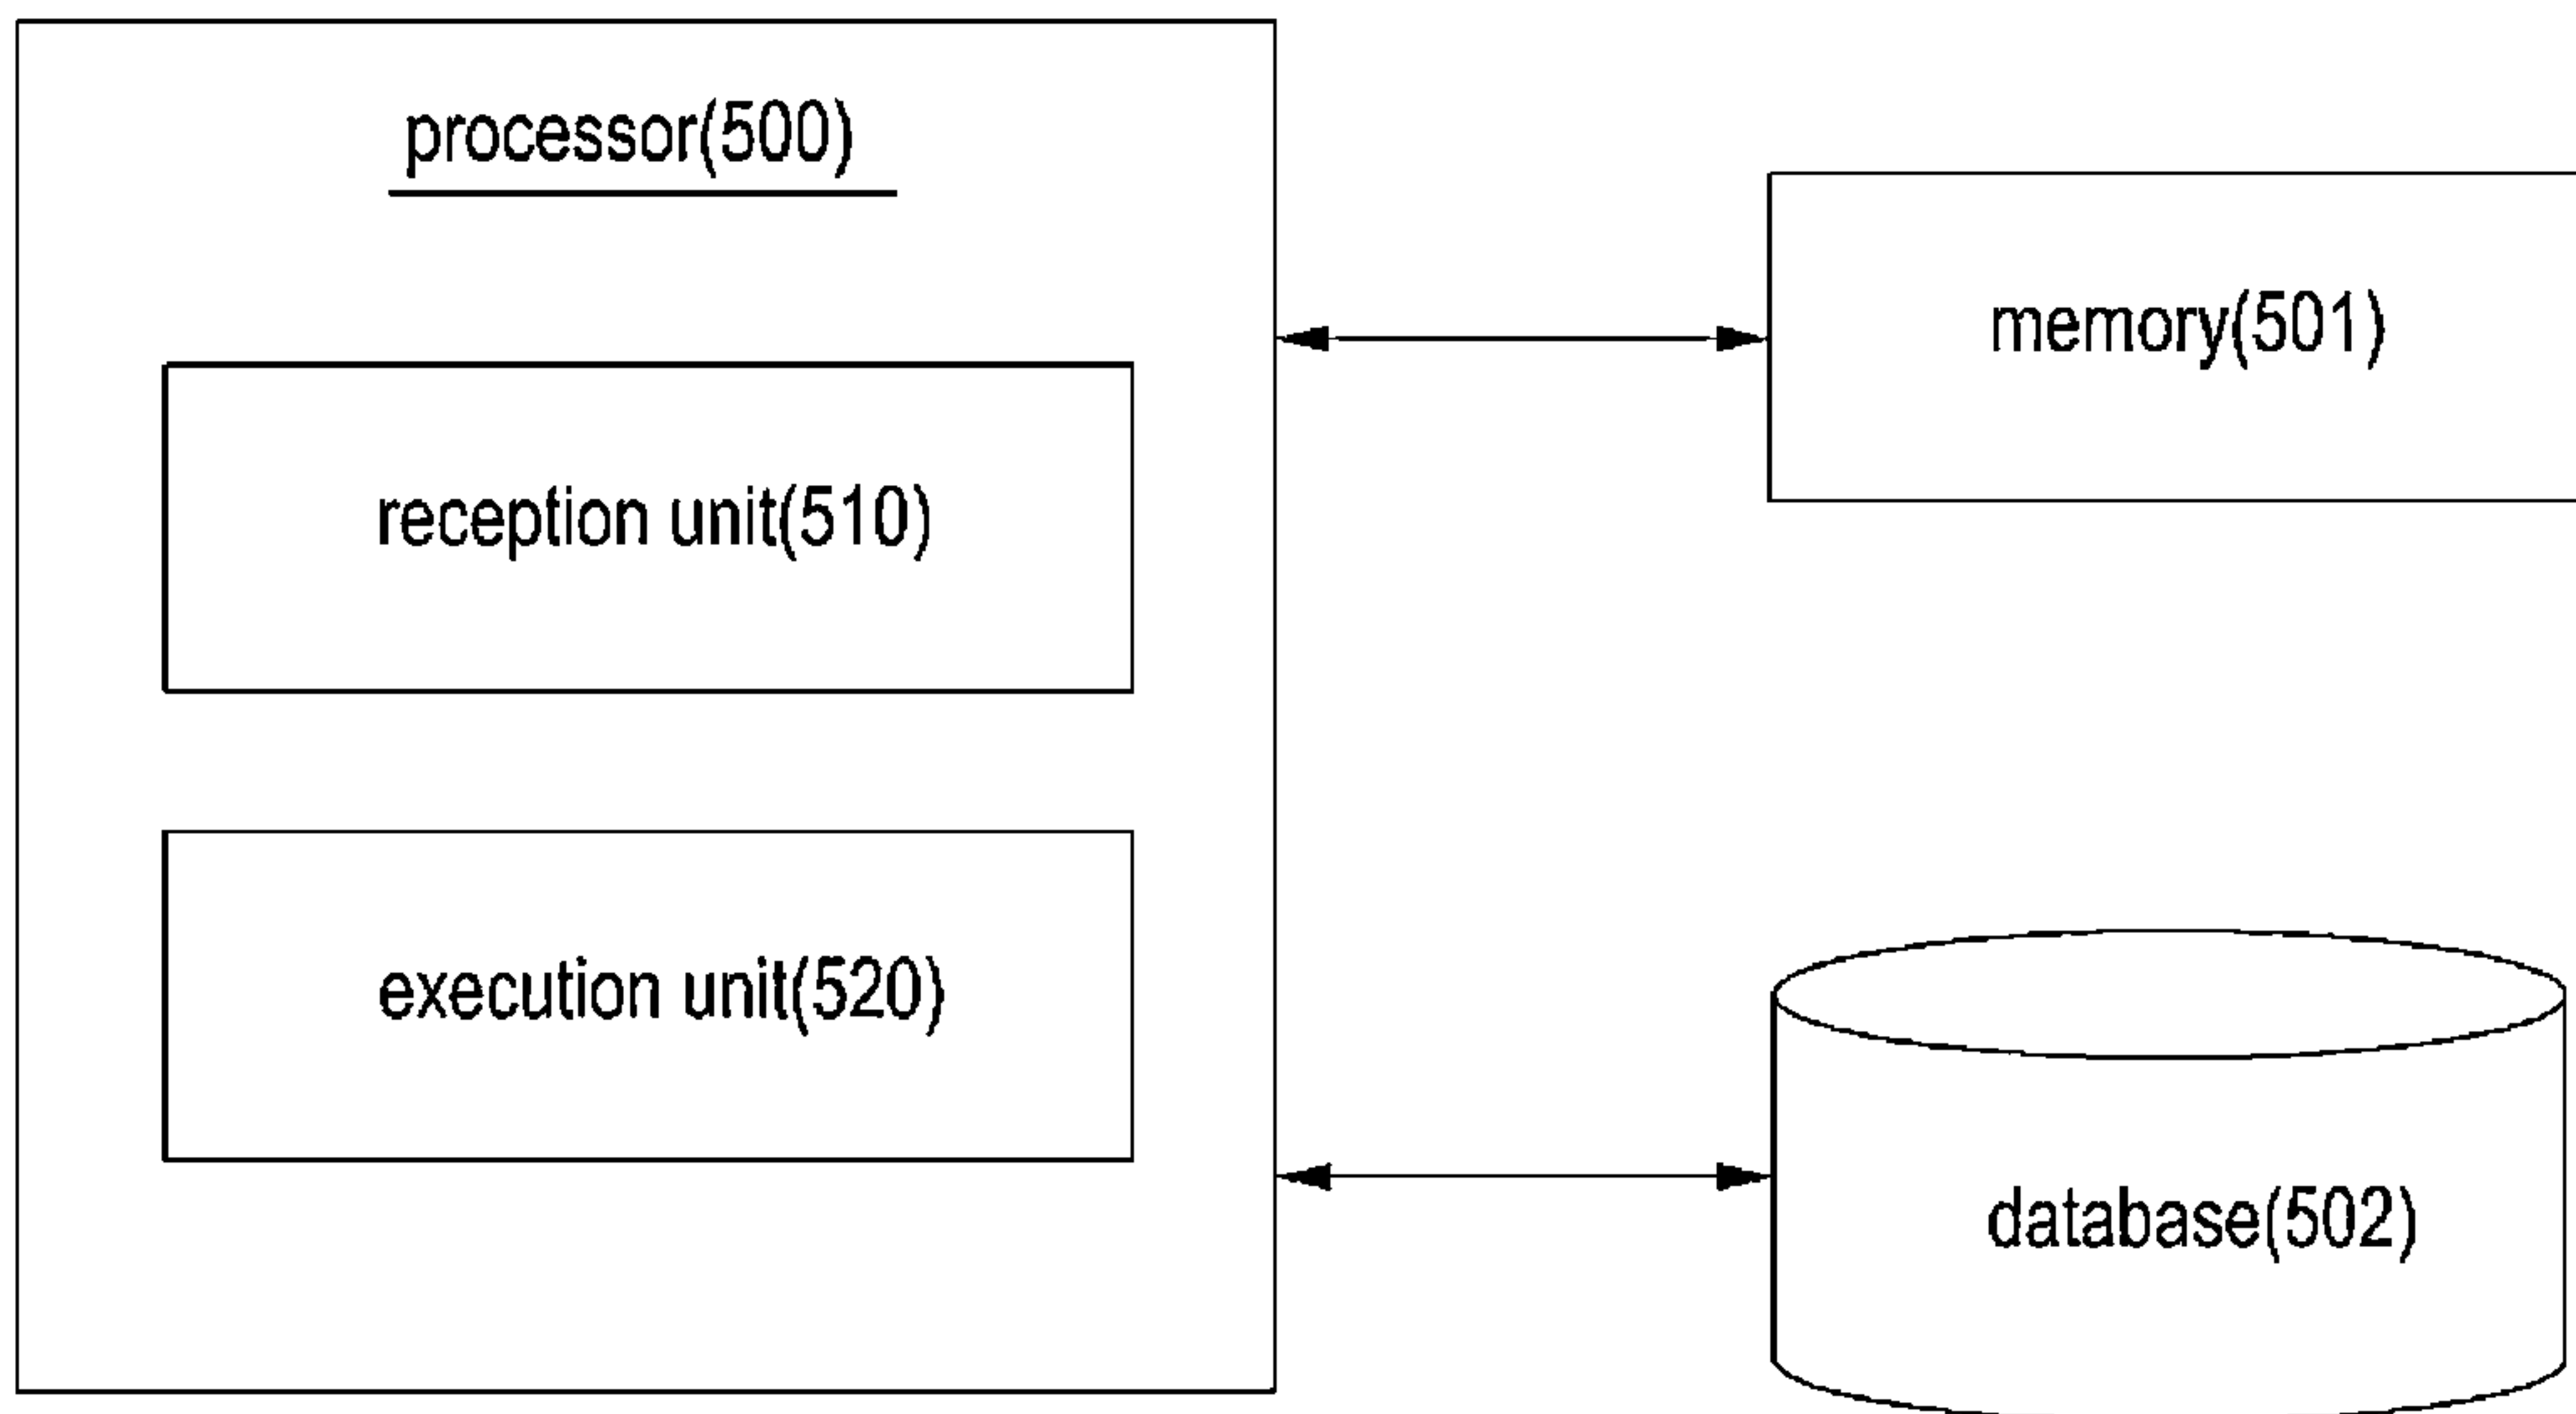 processor(500)
reception unit(510)
execution unit(520)
memory(501)
database(502)